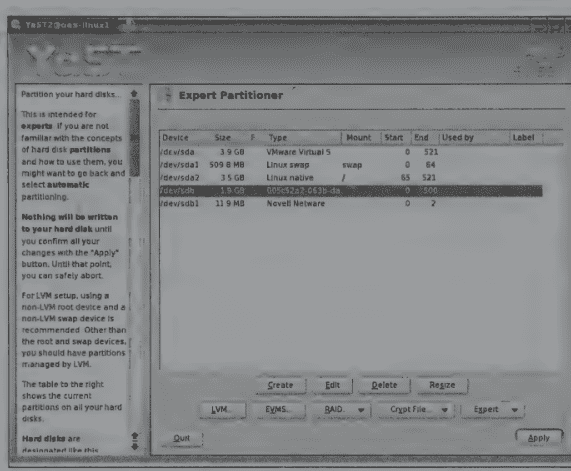 YaST2@oes-linux1
YaST
Partition your hard disks...
This is intended for
experts. If you are not
familiar with the concepts
of hard disk partitions
and how to use them, you
might want to go back and
select automatic
partitioning.
Nothing will be written
to your hard disk until
you confirm all your
changes with the "Apply"
button. Until that point,
you can safely abort.
For LVM setup, using a
non-LVM root device and a
non-LVM swap device is
recommended. Other than
the root and swap devices,
you should have partitions
managed by LVM.
The table to the right
shows the current
partitions on all your hard
disks.
Hard disks are
designated like this
Expert Partitioner
Device Size F Type Mount Start End Used by Label
/dev/sda 3.9 GB VMware Virtual S 0 521
/dev/sda1 509.8 MB Linux swap swap 0 64
/dev/sda2 3.5 GB Linux native / 65 521
/dev/sdb 3.9 GB 0 500
/dev/sdb1 11.9 MB Novell Netware 0 2
Create Edit Delete Resize
LVM... EVMS... RAID... Crypt File... Expert...
Quit Apply